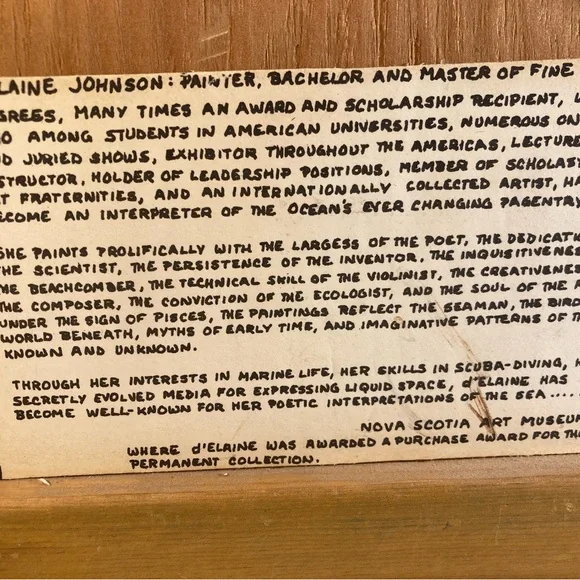 LAINE JOHNSON: PAINTER, BACHELOR AND MASTER OF FINE
GREES, MANY TIMES AN AWARD AND SCHOLARSHIP RECIPIENT,
O AMONG STUDENTS IN AMERICAN UNIVERSITIES, NUMEROUS ON
D JURIED SHOWS, EXHIBITOR THROUGHOUT THE AMERICAS, LECTURE
STRUCTOR, HOLDER OF LEADERSHIP POSITIONS, MEMBER OF SCHOLAST
T FRATERNITIES, AND AN INTERNATIONALLY COLLECTED ARTIST, HA
ECOME AN INTERPRETER OF THE OCEAN'S EVER CHANGING PAGENTRY
SHE PAINTS PROLIFICALLY WITH THE LARGESS OF THE POET, THE DEDICATI
THE SCIENTIST, THE PERSISTENCE OF THE INVENTOR, THE INQUISITIVENES
THE BEACHCOMBER, THE TECHNICAL SKILL OF THE VIOLINIST, THE CREATIVENES
THE COMPOSER, THE CONVICTION OF THE ECOLOGIST, AND THE SOUL OF THE
UNDER THE SIGN OF PISCES, THE PAINTINGS REFLECT THE SEAMAN, THE BIRD
WORLD BENEATH, MYTHS OF EARLY TIME, AND IMAGINATIVE PATTERNS OF TH
KNOWN AND UNKNOWN.
THROUGH HER INTERESTS IN MARINE LIFE, HER SKILLS IN SCUBA-DIVING, H
SECRETLY EVOLVED MEDIA FOR EXPRESSING LIQUID SPACE, d'ELAINE HAS
BECOME WELL-KNOWN FOR HER POETIC INTERPRETATIONS OF THE SEA.....
NOVA SCOTIA ART MUSEU
WHERE d'ELAINE WAS AWARDED A PURCHASE AWARD FOR TH
PERMANENT COLLECTION.